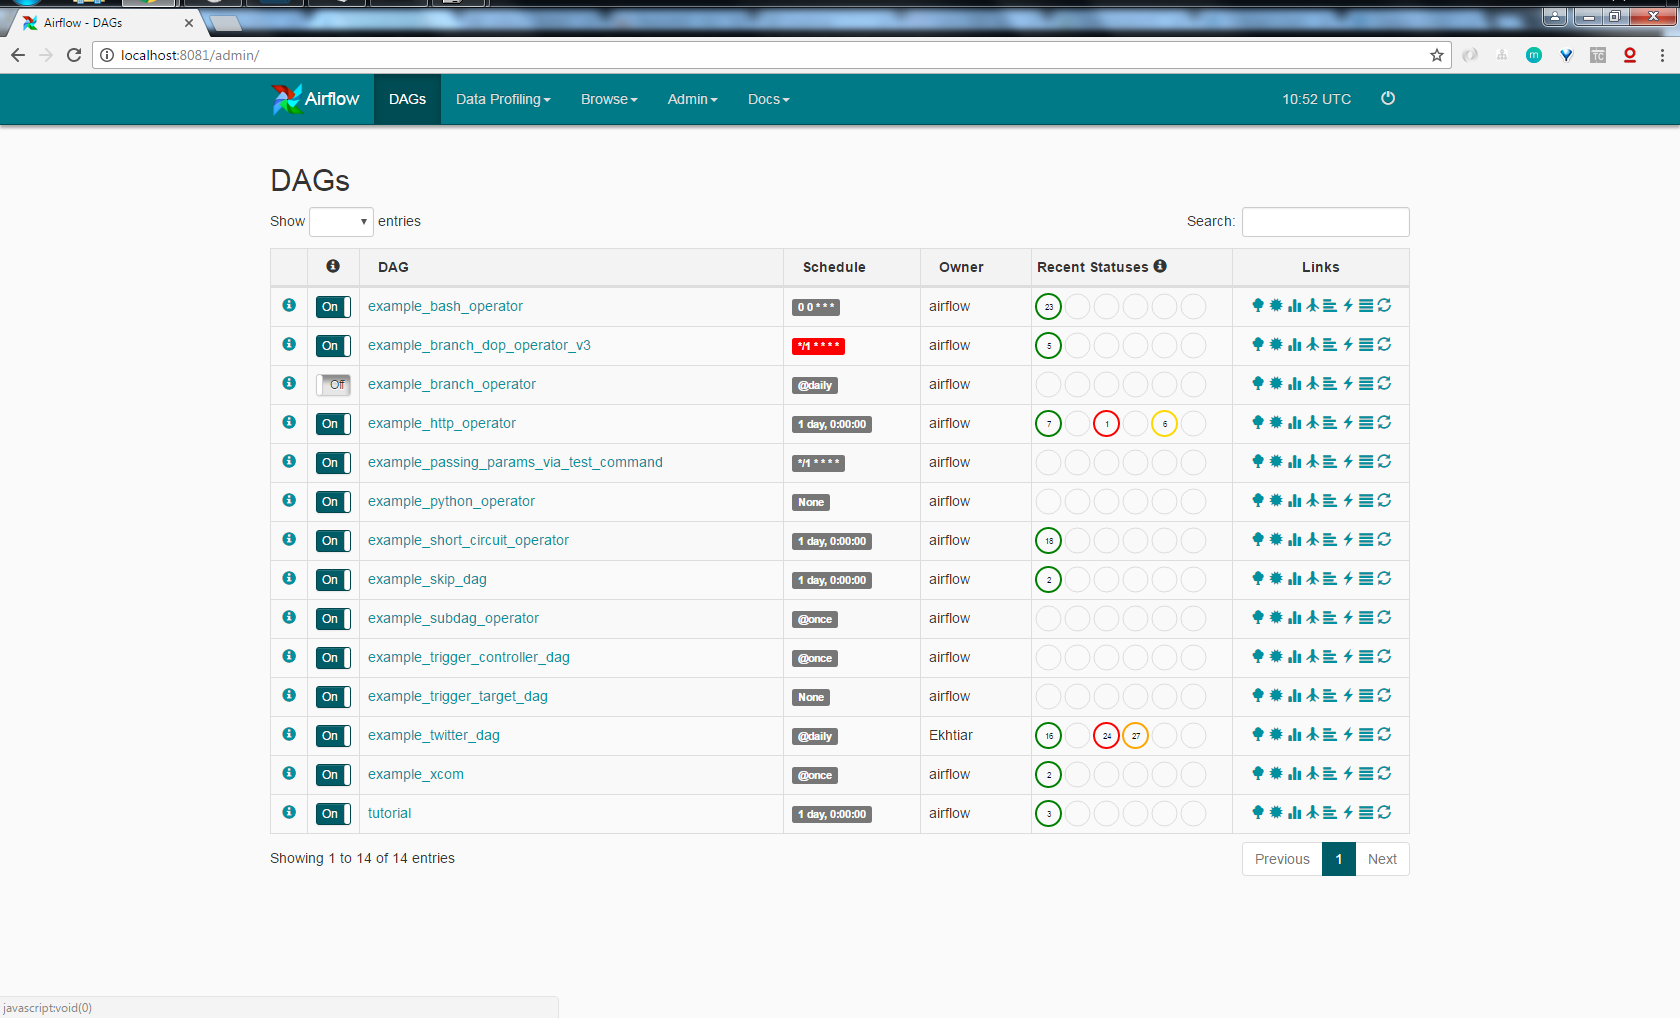 Airflow - DAGs
localhost:8081/admin/
m
TC
Airflow DAGs Data Profiling Browse Admin Docs 10:52 UTC
DAGs
Show entries Search:
DAG Schedule Owner Recent Statuses Links
On example_bash_operator 0 0 * * * airflow 23
On example_branch_dop_operator_v3 */1 * * * * airflow 5
Off example_branch_operator @daily airflow
On example_http_operator 1 day, 0:00:00 airflow 7 1 6
On example_passing_params_via_test_command */1 * * * * airflow
On example_python_operator None airflow
On example_short_circuit_operator 1 day, 0:00:00 airflow 18
On example_skip_dag 1 day, 0:00:00 airflow 2
On example_subdag_operator @once airflow
On example_trigger_controller_dag @once airflow
On example_trigger_target_dag None airflow
On example_twitter_dag @daily Ekhtiar 16 24 27
On example_xcom @once airflow 2
On tutorial 1 day, 0:00:00 airflow 3
Showing 1 to 14 of 14 entries Previous 1 Next
javascript:void(0)